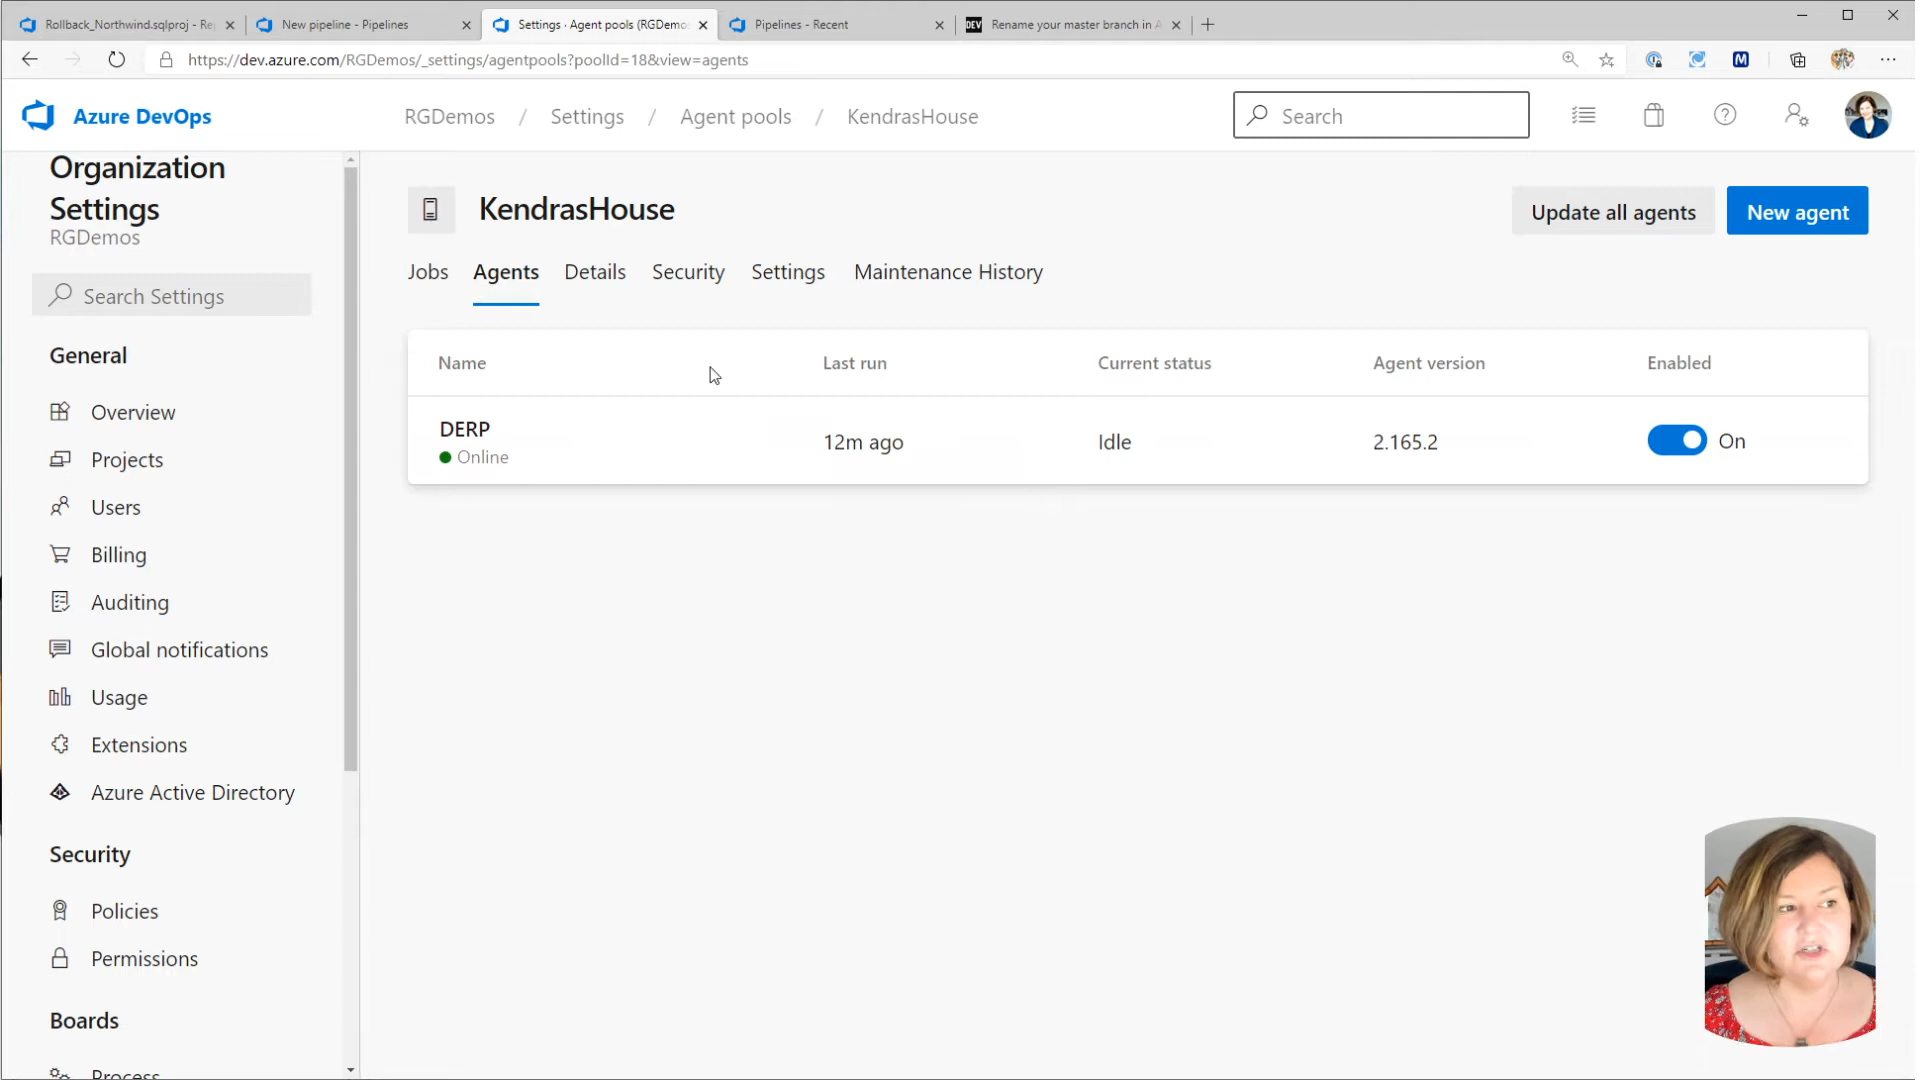 Rollback_Northwind.sqlproj - Re
New pipeline - Pipelines
Settings · Agent pools (RGDemos
Pipelines - Recent
DEV
Rename your master branch in A
https://dev.azure.com/RGDemos/_settings/agentpools?poolId=18&view=agents
M
Azure DevOps
RGDemos / Settings / Agent pools / KendrasHouse
Search
Organization
Settings
RGDemos
Search Settings
General
Overview
Projects
Users
Billing
Auditing
Global notifications
Usage
Extensions
Azure Active Directory
Security
Policies
Permissions
Boards
Process
KendrasHouse
Update all agents
New agent
Jobs Agents Details Security Settings Maintenance History
Name Last run Current status Agent version Enabled
DERP
Online
12m ago Idle 2.165.2 On